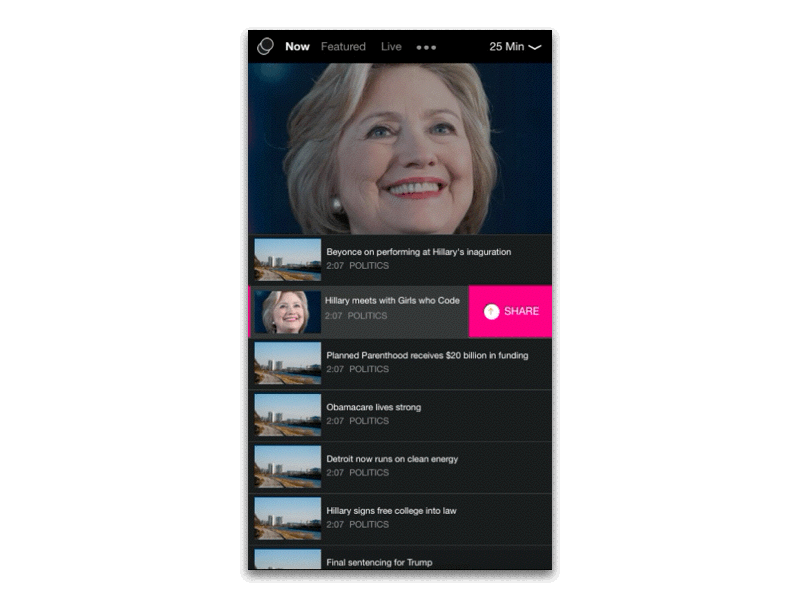 Now Featured Live ••• 25 Min
Beyonce on performing at Hillary's inaguration
2:07 POLITICS
Hillary meets with Girls who Code
2:07 POLITICS
SHARE
Planned Parenthood receives $20 billion in funding
2:07 POLITICS
Obamacare lives strong
2:07 POLITICS
Detroit now runs on clean energy
2:07 POLITICS
Hillary signs free college into law
2:07 POLITICS
Final sentencing for Trump